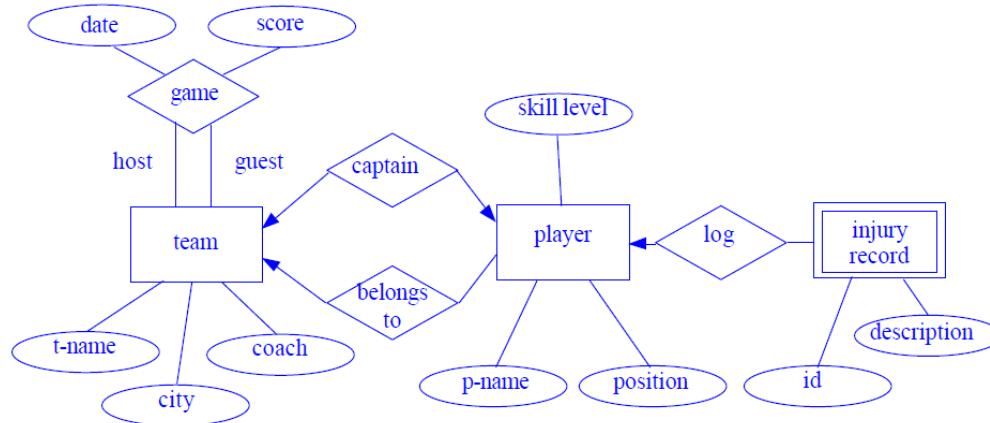 date
score
game
host
guest
skill level
captain
team
player
log
injury
record
belongs
to
t-name
coach
city
p-name
position
id
description